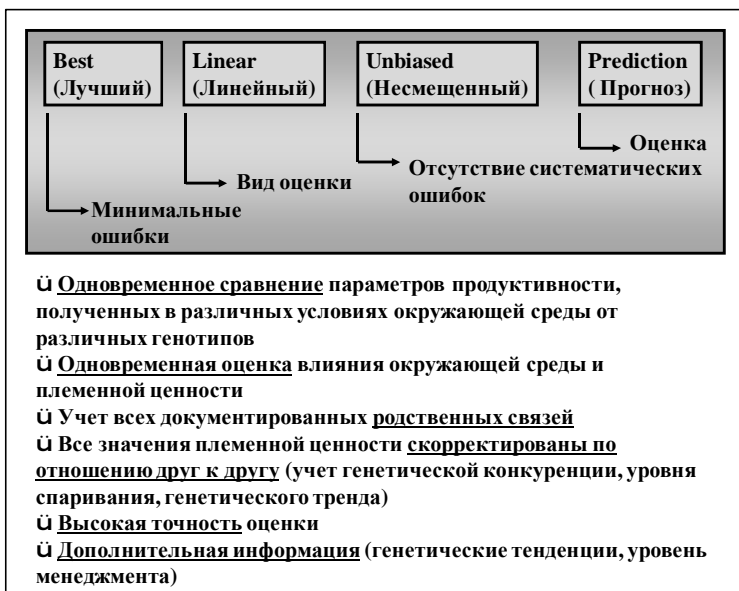 Best
(Лучший)
Linear
(Линейный)
Unbiased
(Несмещенный)
Prediction
( Прогноз)
Оценка
Отсутствие систематических
ошибок
Вид оценки
Минимальные
ошибки
ü Одновременное сравнение параметров продуктивности,
полученных в различных условиях окружающей среды от
различных генотипов
ü Одновременная оценка влияния окружающей среды и
племенной ценности
ü Учет всех документированных родственных связей
ü Все значения племенной ценности скорректированы по
отношению друг к другу (учет генетической конкуренции, уровня
спаривания, генетического тренда)
ü Высокая точность оценки
ü Дополнительная информация (генетические тенденции, уровень
менеджмента)